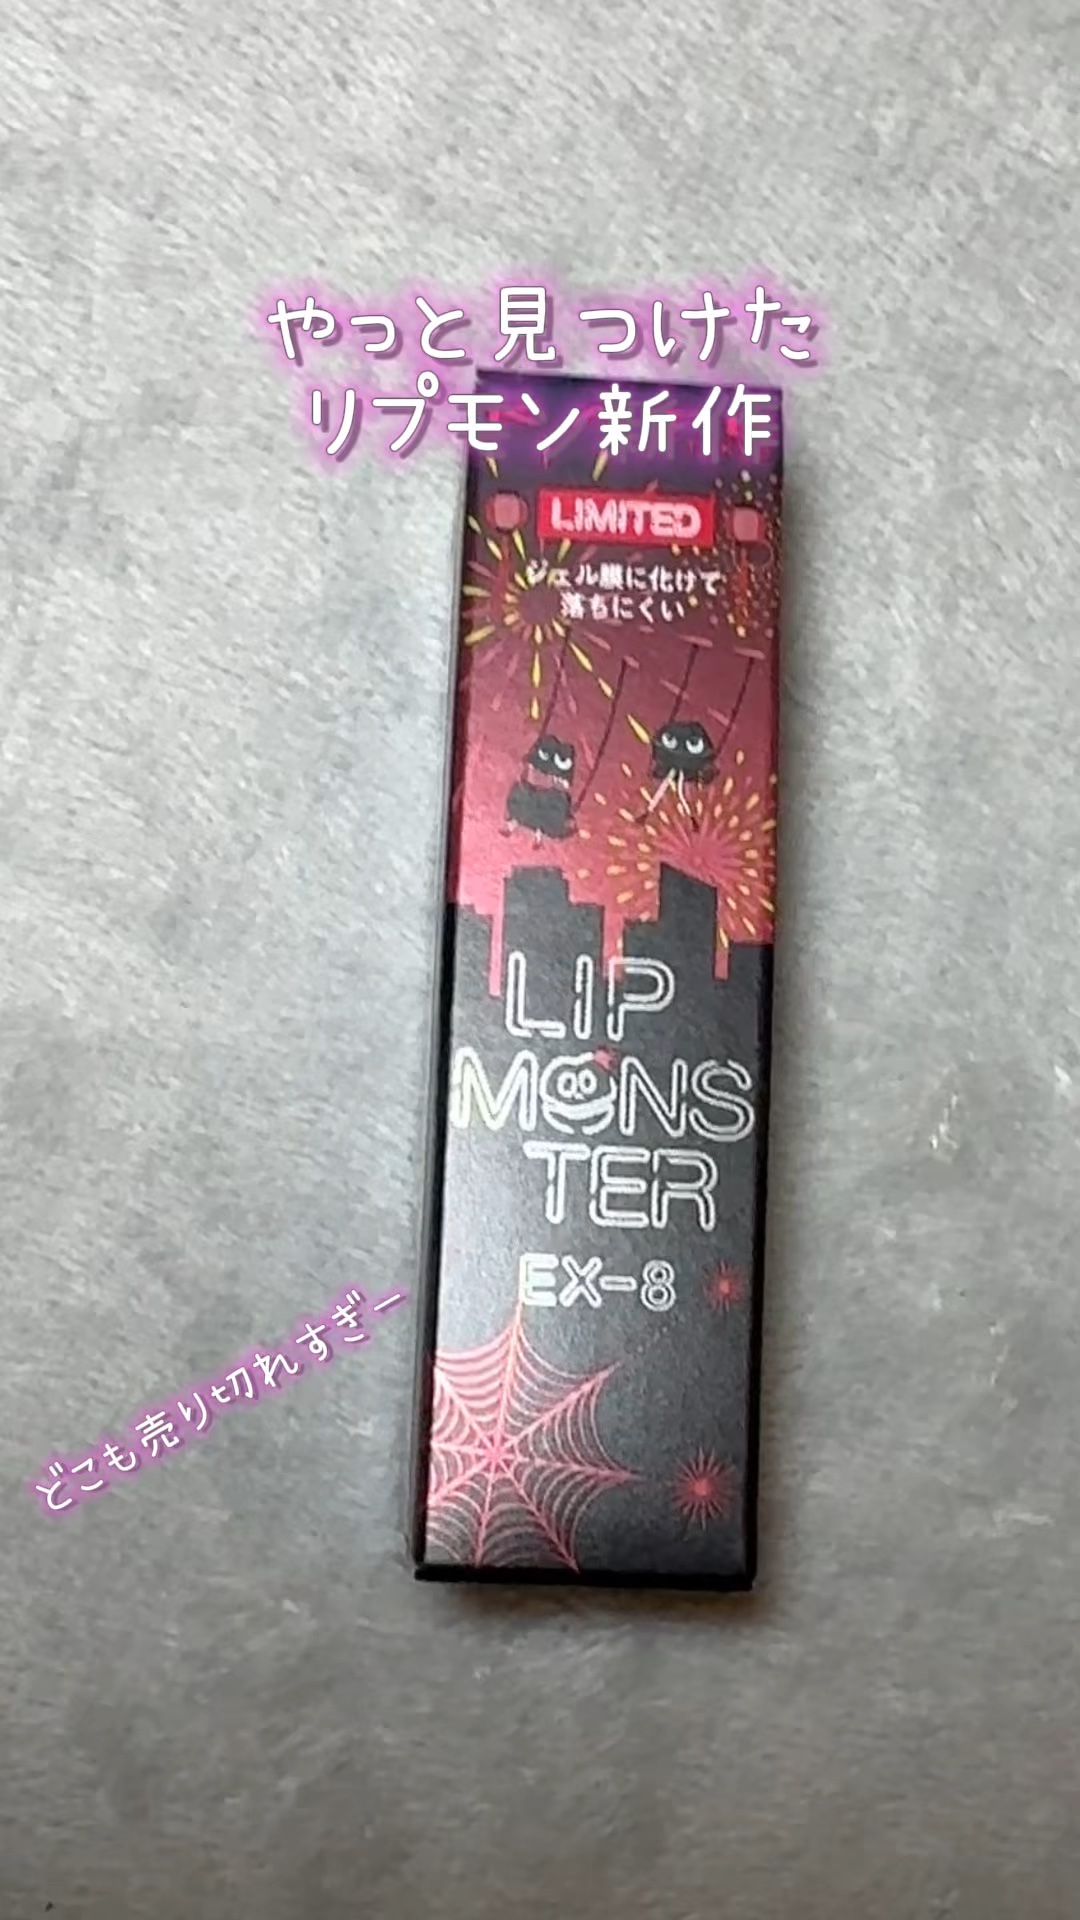 やっと見つけた
リプモン新作
LIMITED
ジェル膜に化けて
落ちにくい
LIP
MONS
TER
EX-8
どこも売り切れすぎー